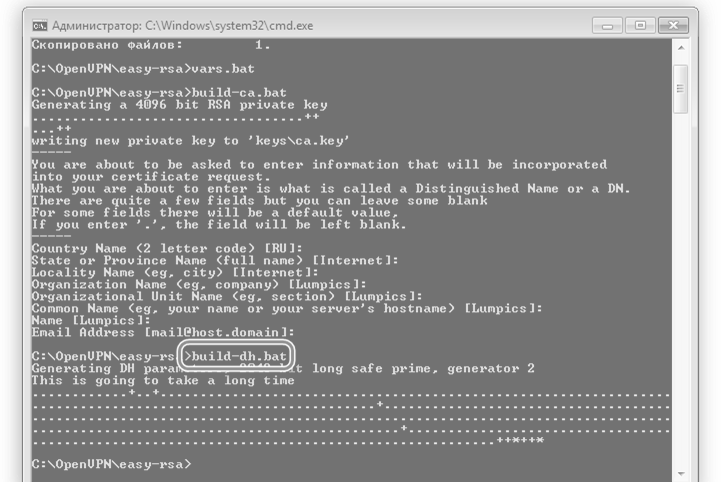 Администратор: C:\Windows\system32\cmd.exe
Скопировано файлов: 1.
C:\OpenVPN\easy-rsa>vars.bat
C:\OpenVPN\easy-rsa>build-ca.bat
Generating a 4096 bit RSA private key
..................................++
...++
writing new private key to 'keys\ca.key'
-----
You are about to be asked to enter information that will be incorporated
into your certificate request.
What you are about to enter is what is called a Distinguished Name or a DN.
There are quite a few fields but you can leave some blank
For some fields there will be a default value,
If you enter '.', the field will be left blank.
-----
Country Name (2 letter code) [RU]:
State or Province Name (full name) [Internet]:
Locality Name (eg, city) [Internet]:
Organization Name (eg, company) [Lumpics]:
Organizational Unit Name (eg, section) [Lumpics]:
Common Name (eg, your name or your server's hostname) [Lumpics]:
Name [Lumpics]:
Email Address [mail@host.domain]:
C:\OpenVPN\easy-rsa>build-dh.bat
Generating DH long safe prime, generator 2
This is going to take a long time
............+..+................................................................
...........................................+....................................
................................................................................
..............................................+.................................
..........................................................++*++*
C:\OpenVPN\easy-rsa>